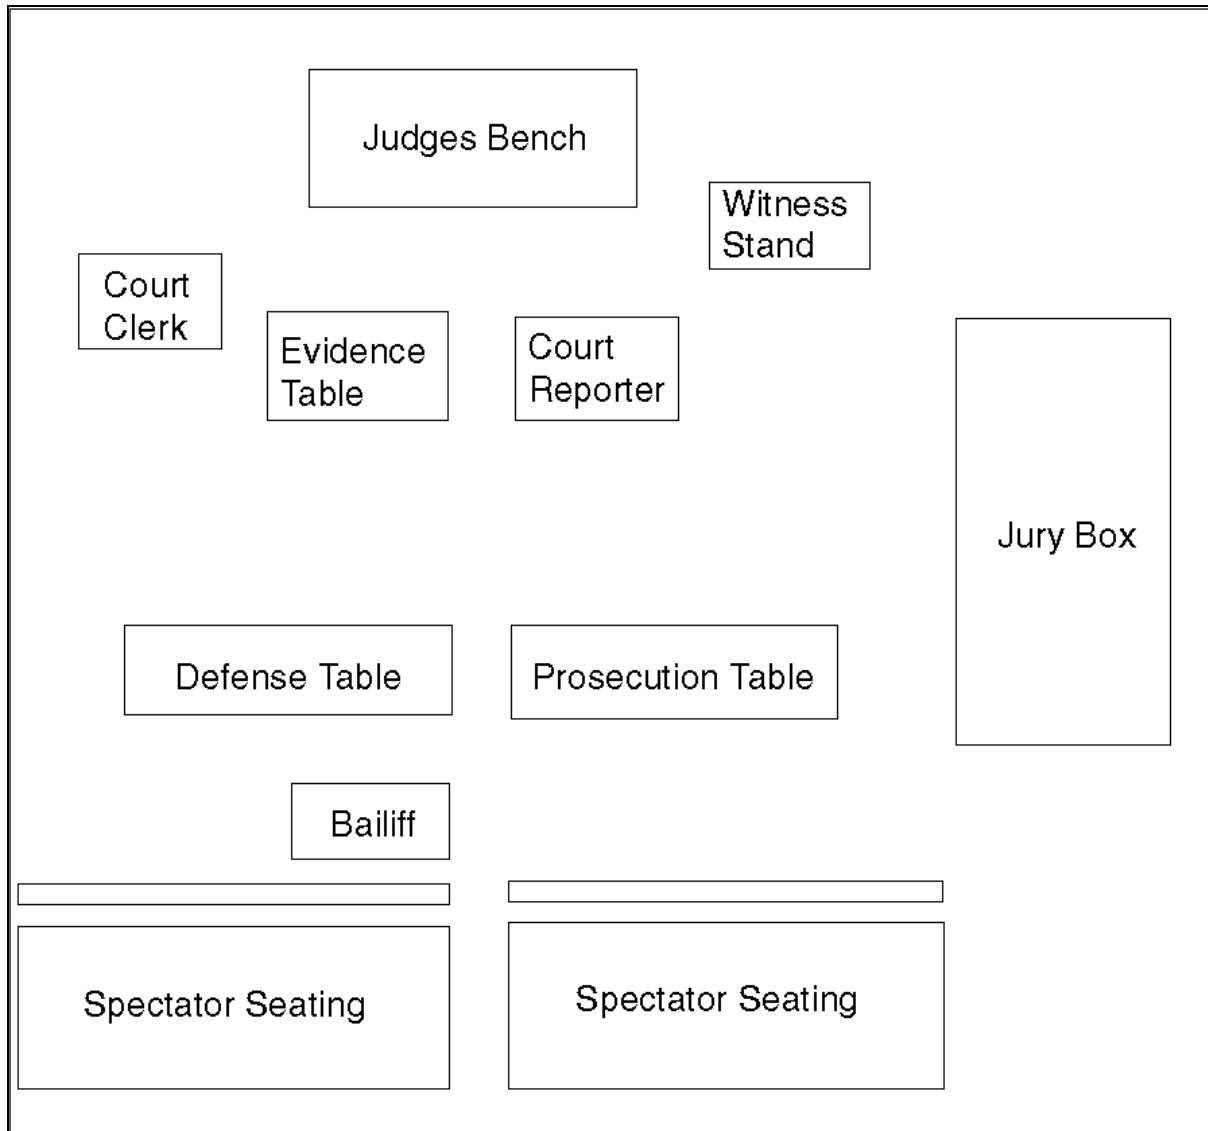 Judges Bench
Witness
Stand
Court
Clerk
Evidence
Table
Court
Reporter
Jury Box
Defense Table
Prosecution Table
Bailiff
Spectator Seating
Spectator Seating